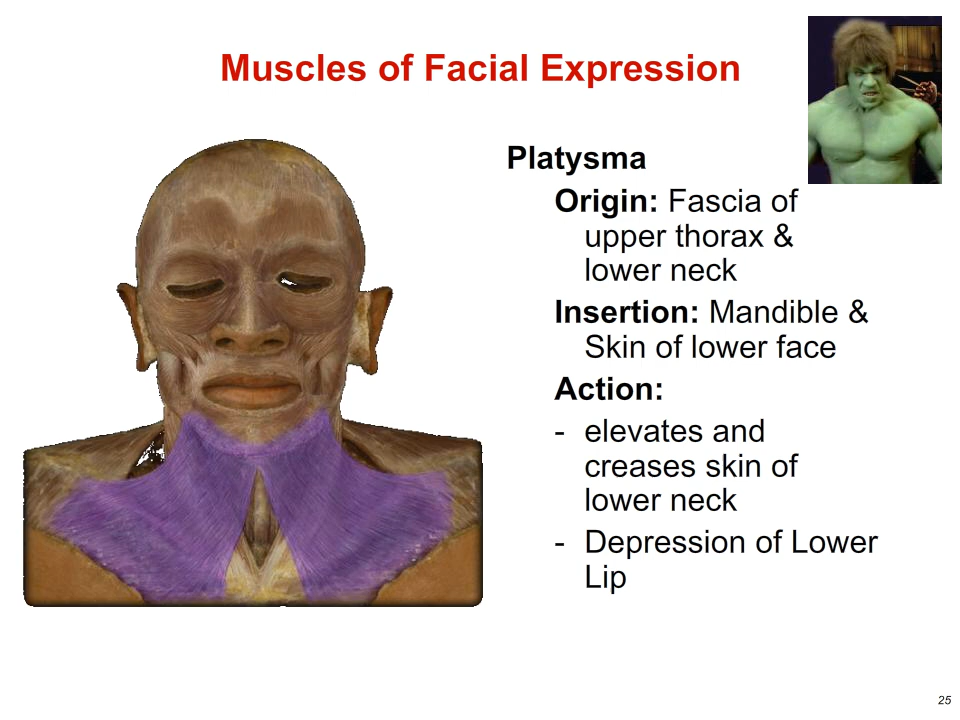 Muscles of Facial Expression
Platysma
Origin: Fascia of
upper thorax &
lower neck
Insertion: Mandible &
Skin of lower face
Action:
- elevates and
creases skin of
lower neck
- Depression of Lower
Lip
25